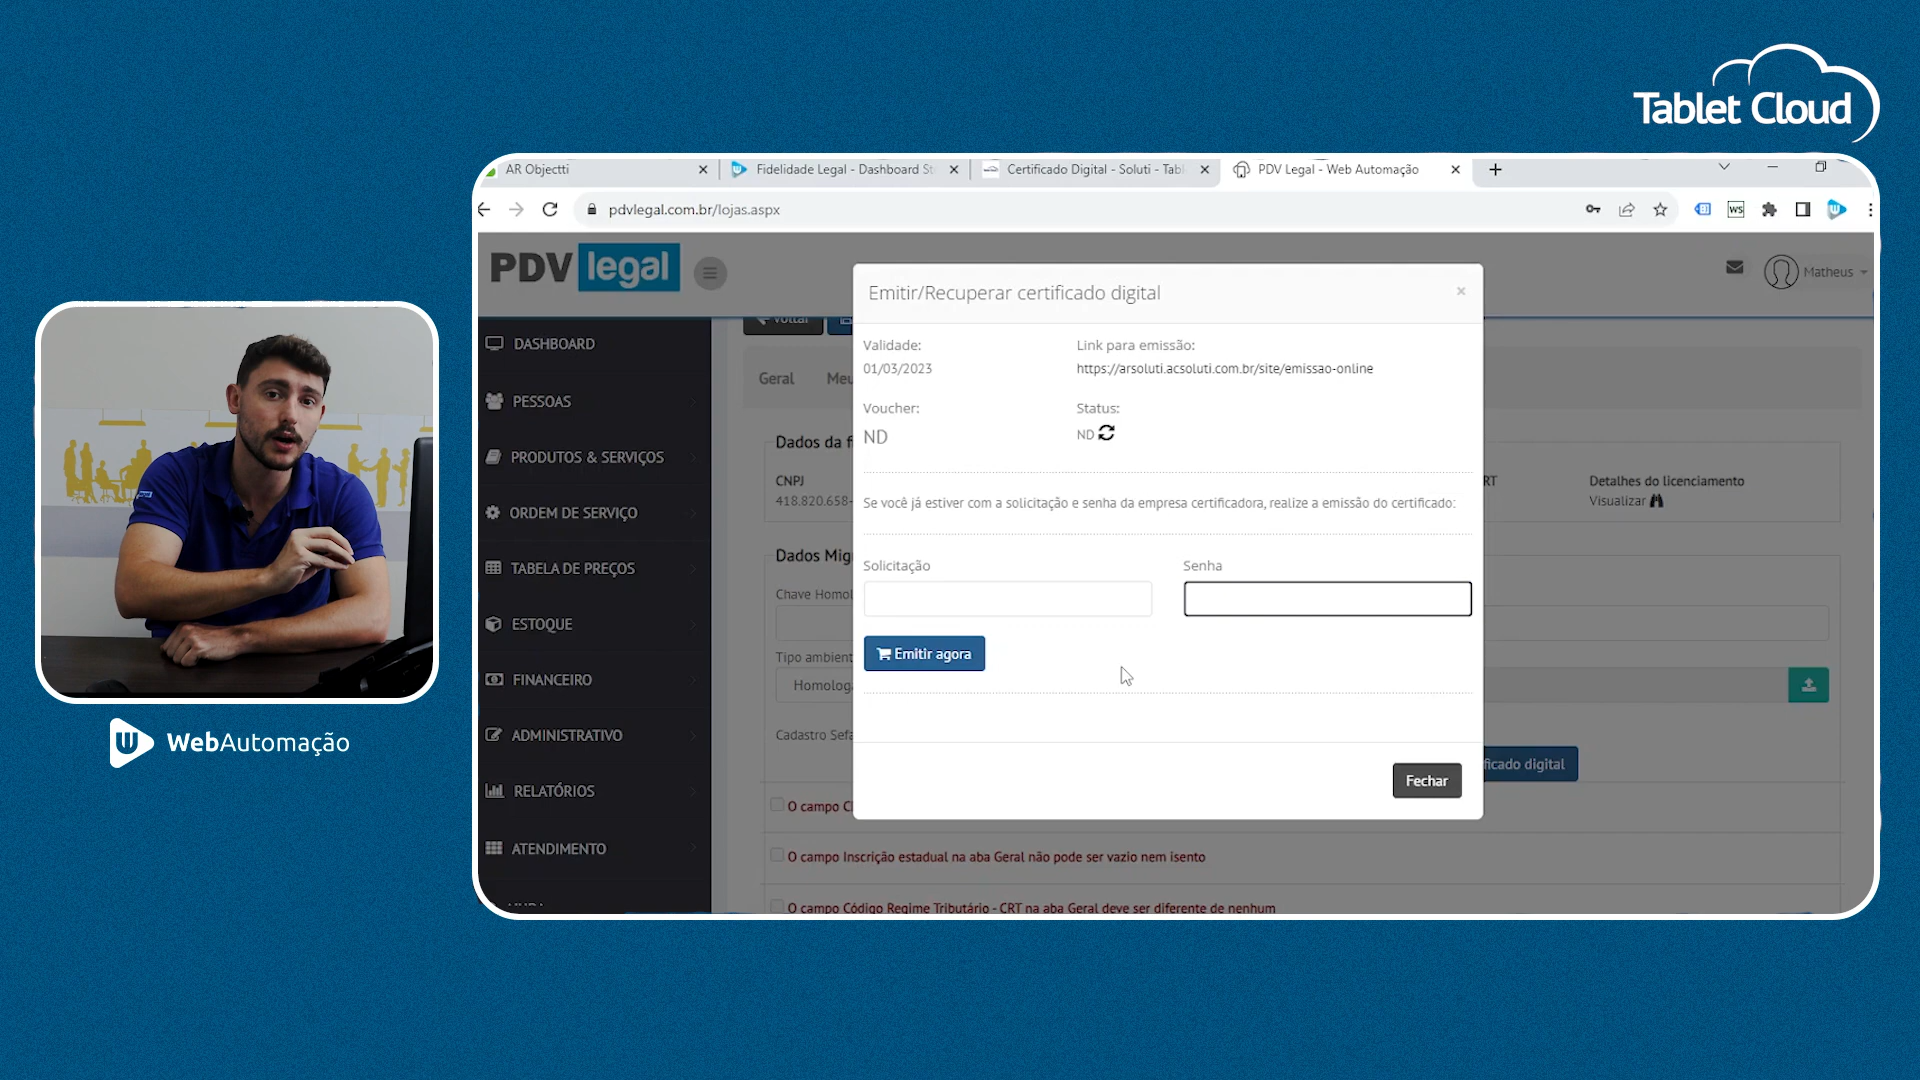 Tablet Cloud
AR Objectti
Fidelidade Legal - Dashboard St
Certificado Digital - Soluti - Tabl
PDV Legal - Web Automação
pdvlegal.com.br/lojas.aspx
PDV legal
Matheus
DASHBOARD
PESSOAS
PRODUTOS & SERVIÇOS
ORDEM DE SERVIÇO
TABELA DE PREÇOS
ESTOQUE
FINANCEIRO
ADMINISTRATIVO
RELATÓRIOS
ATENDIMENTO
Voltar
Geral
Meu
Dados da f
CNPJ
418.820.658-
RT
Detalhes do licenciamento
Visualizar
Dados Mig
Chave Homol
Tipo ambient
Homologa
Cadastro Sefa
ficado digital
O campo C
O campo Inscrição estadual na aba Geral não pode ser vazio nem isento
O campo Código Regime Tributário - CRT na aba Geral deve ser diferente de nenhum
Emitir/Recuperar certificado digital
Validade:
01/03/2023
Link para emissão:
https://arsoluti.acsoluti.com.br/site/emissao-online
Voucher:
ND
Status:
ND
Se você já estiver com a solicitação e senha da empresa certificadora, realize a emissão do certificado:
Solicitação
Senha
Emitir agora
Fechar
WebAutomação